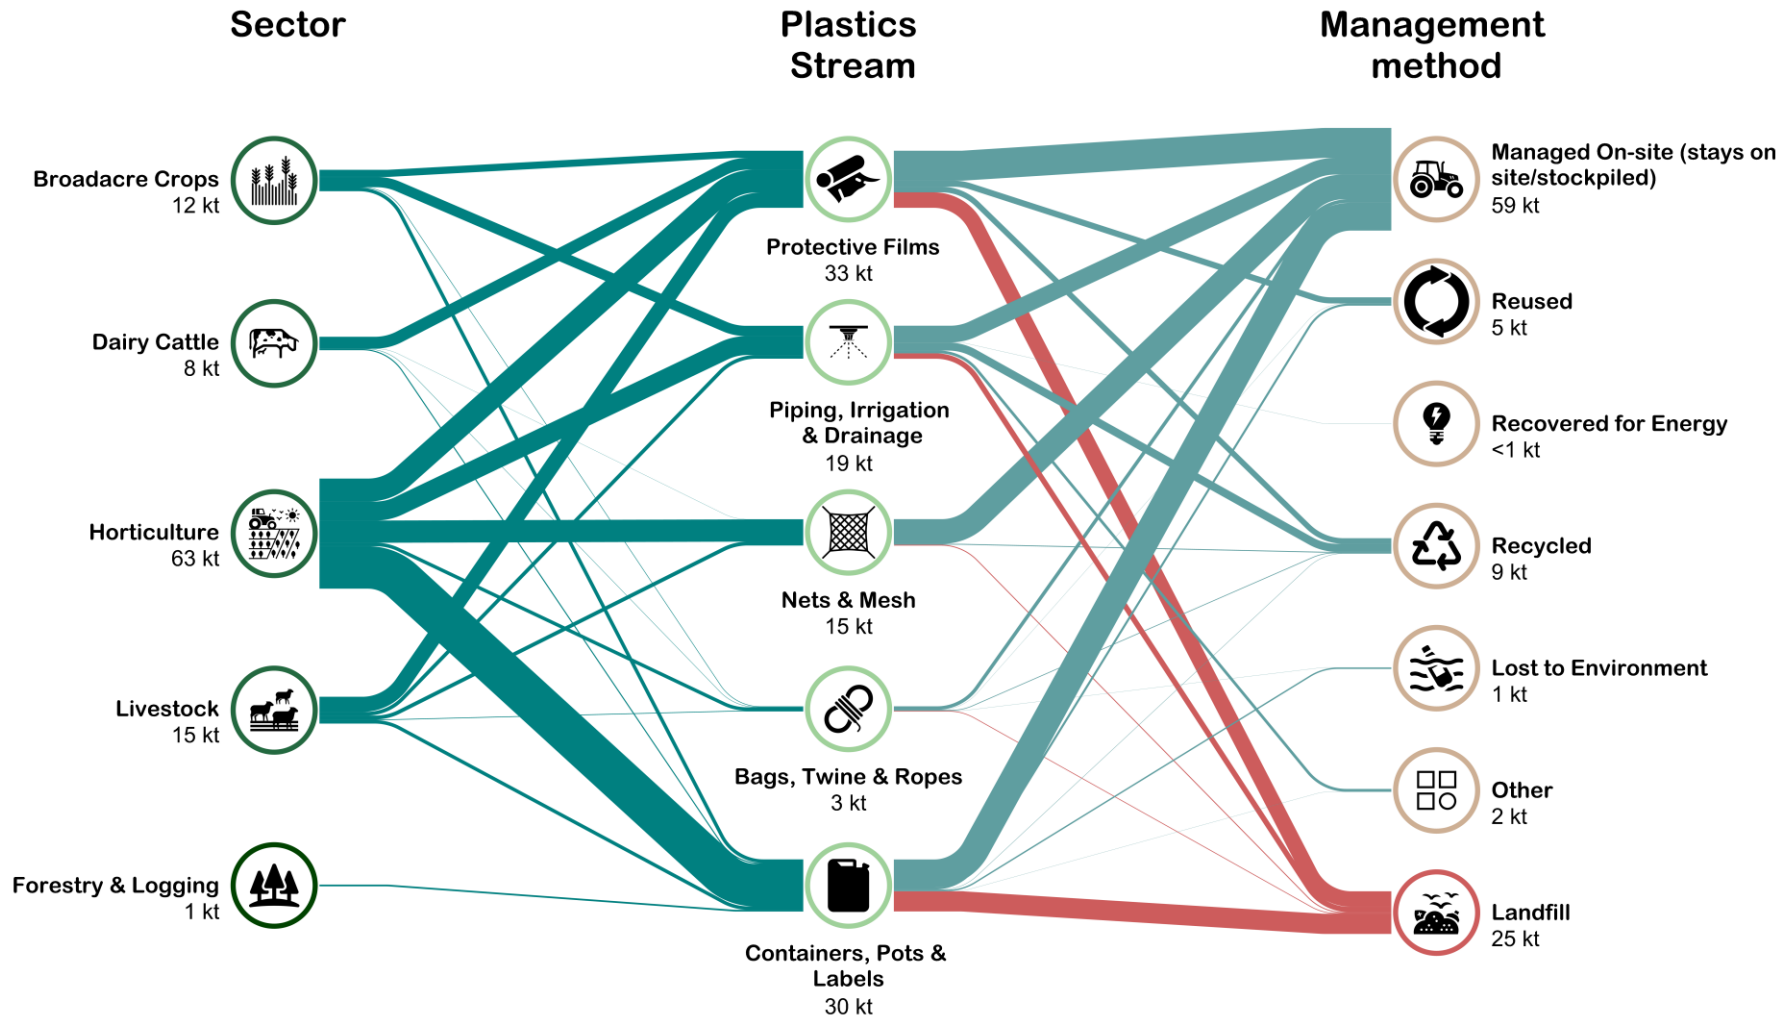 Sector
Plastics
Stream
Management
method
Broadacre Crops
12 kt
Dairy Cattle
8 kt
Horticulture
63 kt
Livestock
15 kt
Forestry & Logging
1 kt
Protective Films
33 kt
Piping, Irrigation
& Drainage
19 kt
Nets & Mesh
15 kt
Bags, Twine & Ropes
3 kt
Containers, Pots &
Labels
30 kt
Managed On-site (stays on
site/stockpiled)
59 kt
Reused
5 kt
Recovered for Energy
<1 kt
Recycled
9 kt
Lost to Environment
1 kt
Other
2 kt
Landfill
25 kt